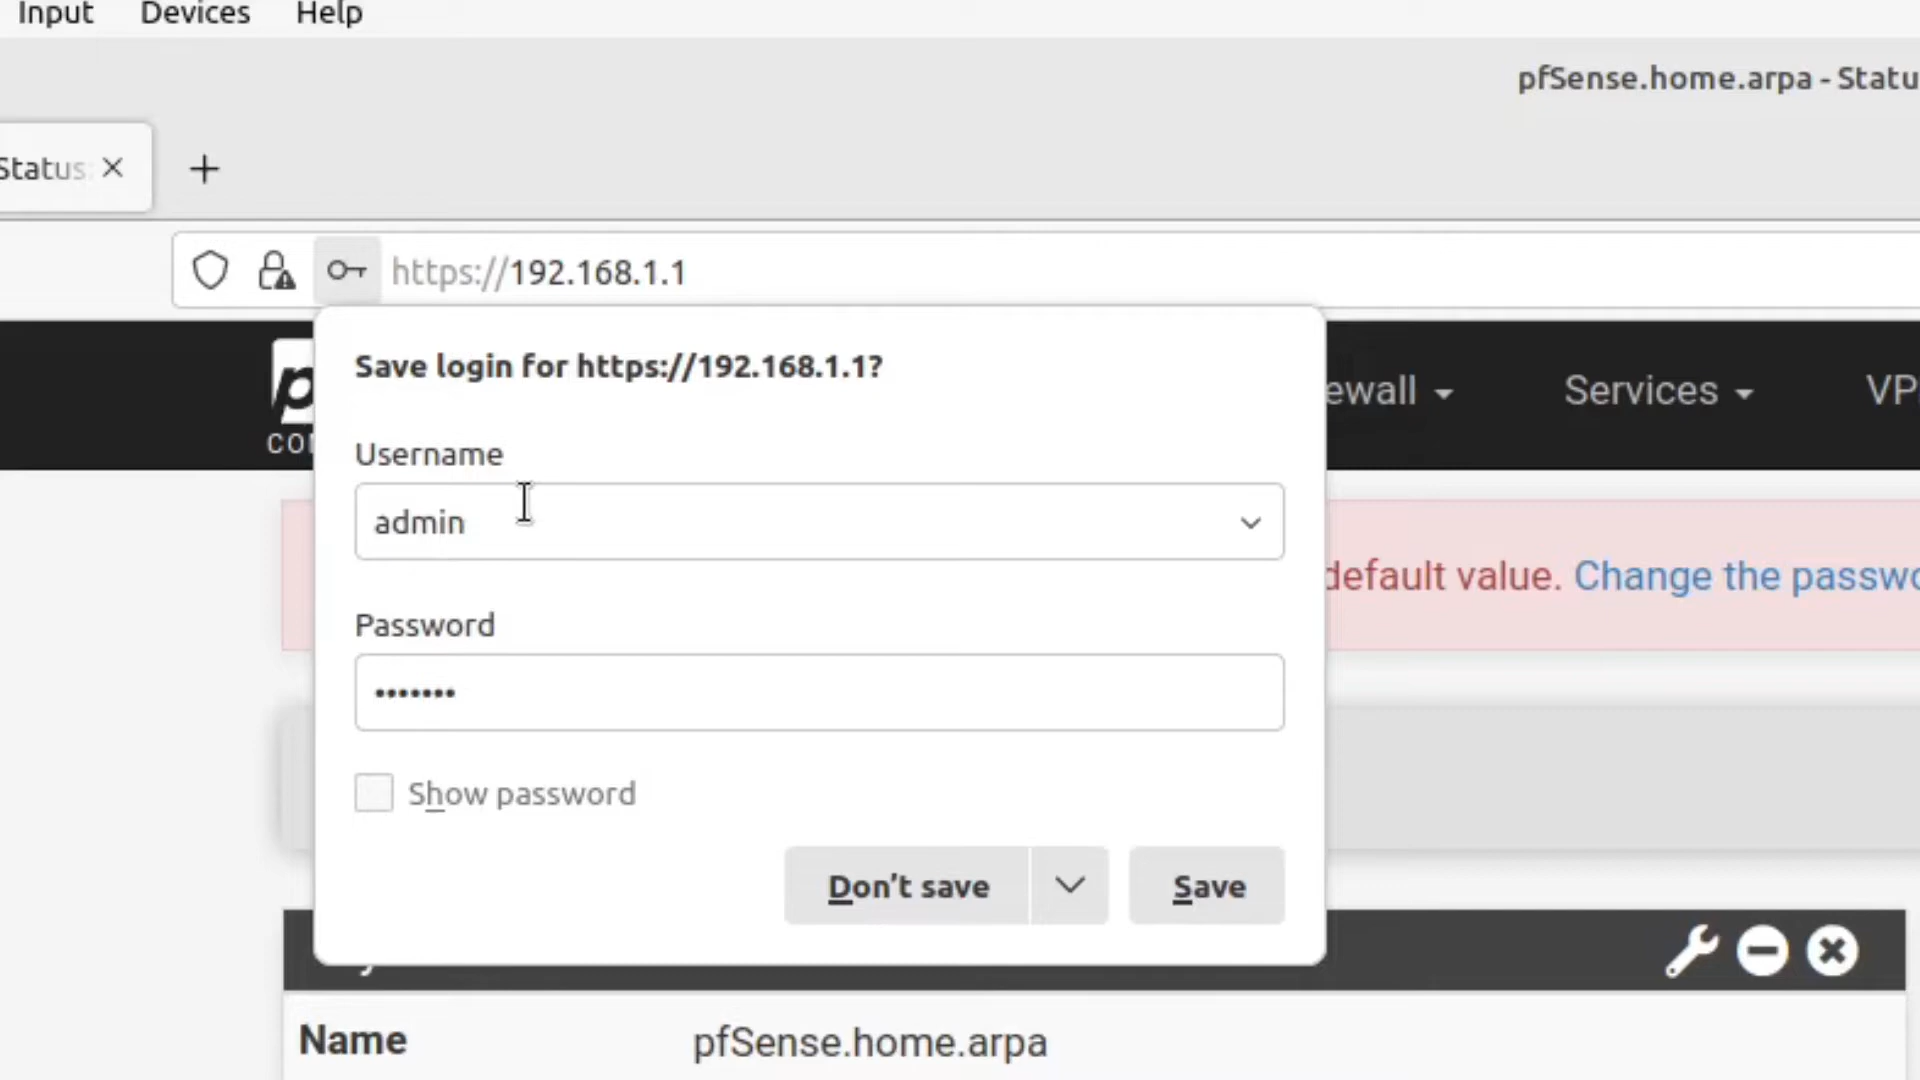 Input Devices Help
pfSense.home.arpa - Statu
Status
https://192.168.1.1
Save login for https://192.168.1.1?
Username
admin
ewall Services VP
default value. Change the passwo
Password
•••••••
Show password
Don't save Save
Name pfSense.home.arpa